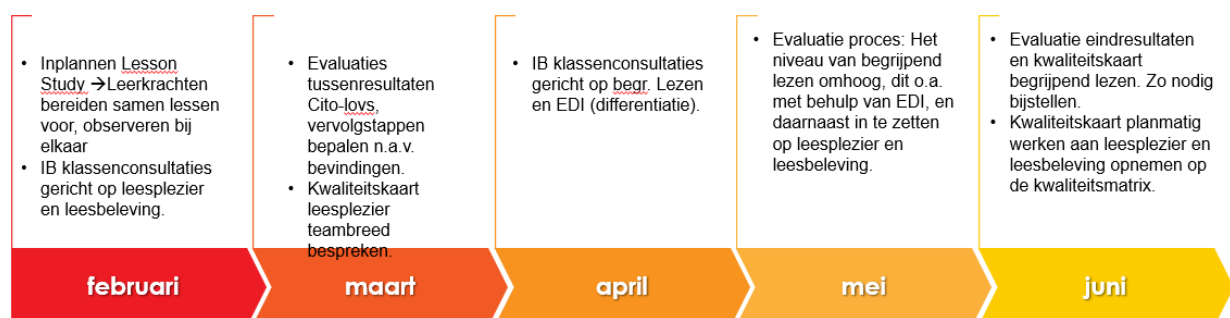 • Inplannen Lesson
Study →Leerkrachten
bereiden samen lessen
voor, observeren bij
elkaar
• IB klassenconsultaties
gericht op leesplezier
en leesbeleving.
februari
• Evaluaties
tussenresultaten
Cito-lovs,
vervolgstappen
bepalen n.a.v.
bevindingen.
• Kwaliteitskaart
leesplezier
teambreed
bespreken.
maart
• IB klassenconsultaties
gericht op begr. Lezen
en EDI (differentiatie).
april
• Evaluatie proces: Het
niveau van begrijpend
lezen omhoog, dit o.a.
met behulp van EDI, en
daarnaast in te zetten
op leesplezier en
leesbeleving.
mei
• Evaluatie eindresultaten
en kwaliteitskaart
begrijpend lezen. Zo nodig
bijstellen.
• Kwaliteitskaart planmatig
werken aan leesplezier en
leesbeleving opnemen op
de kwaliteitsmatrix.
juni